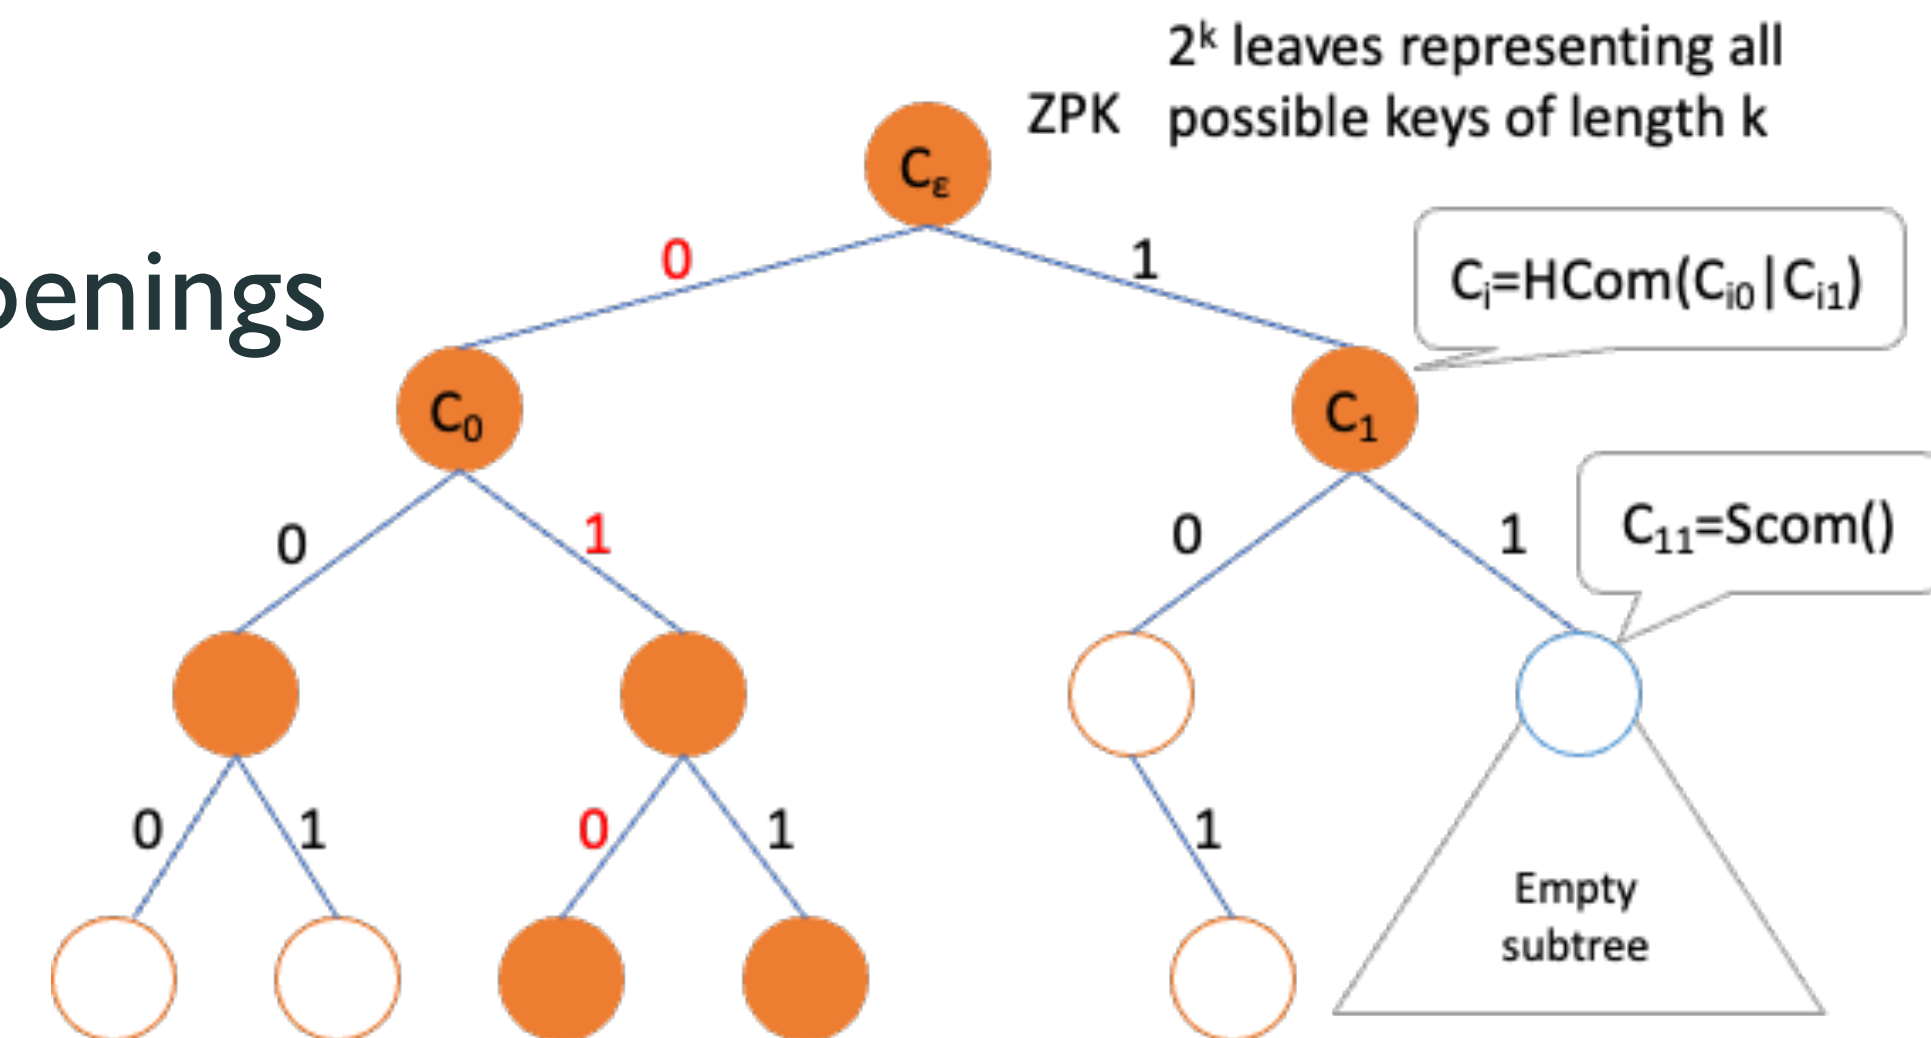 2ᵏ leaves representing all
ZPK possible keys of length k
Cε
0 1
penings
Cᵢ=HCom(Cᵢ₀|Cᵢ₁)
C₀ C₁
0 1 0 1
C₁₁=Scom()
0 1 0 1 1
Empty
subtree